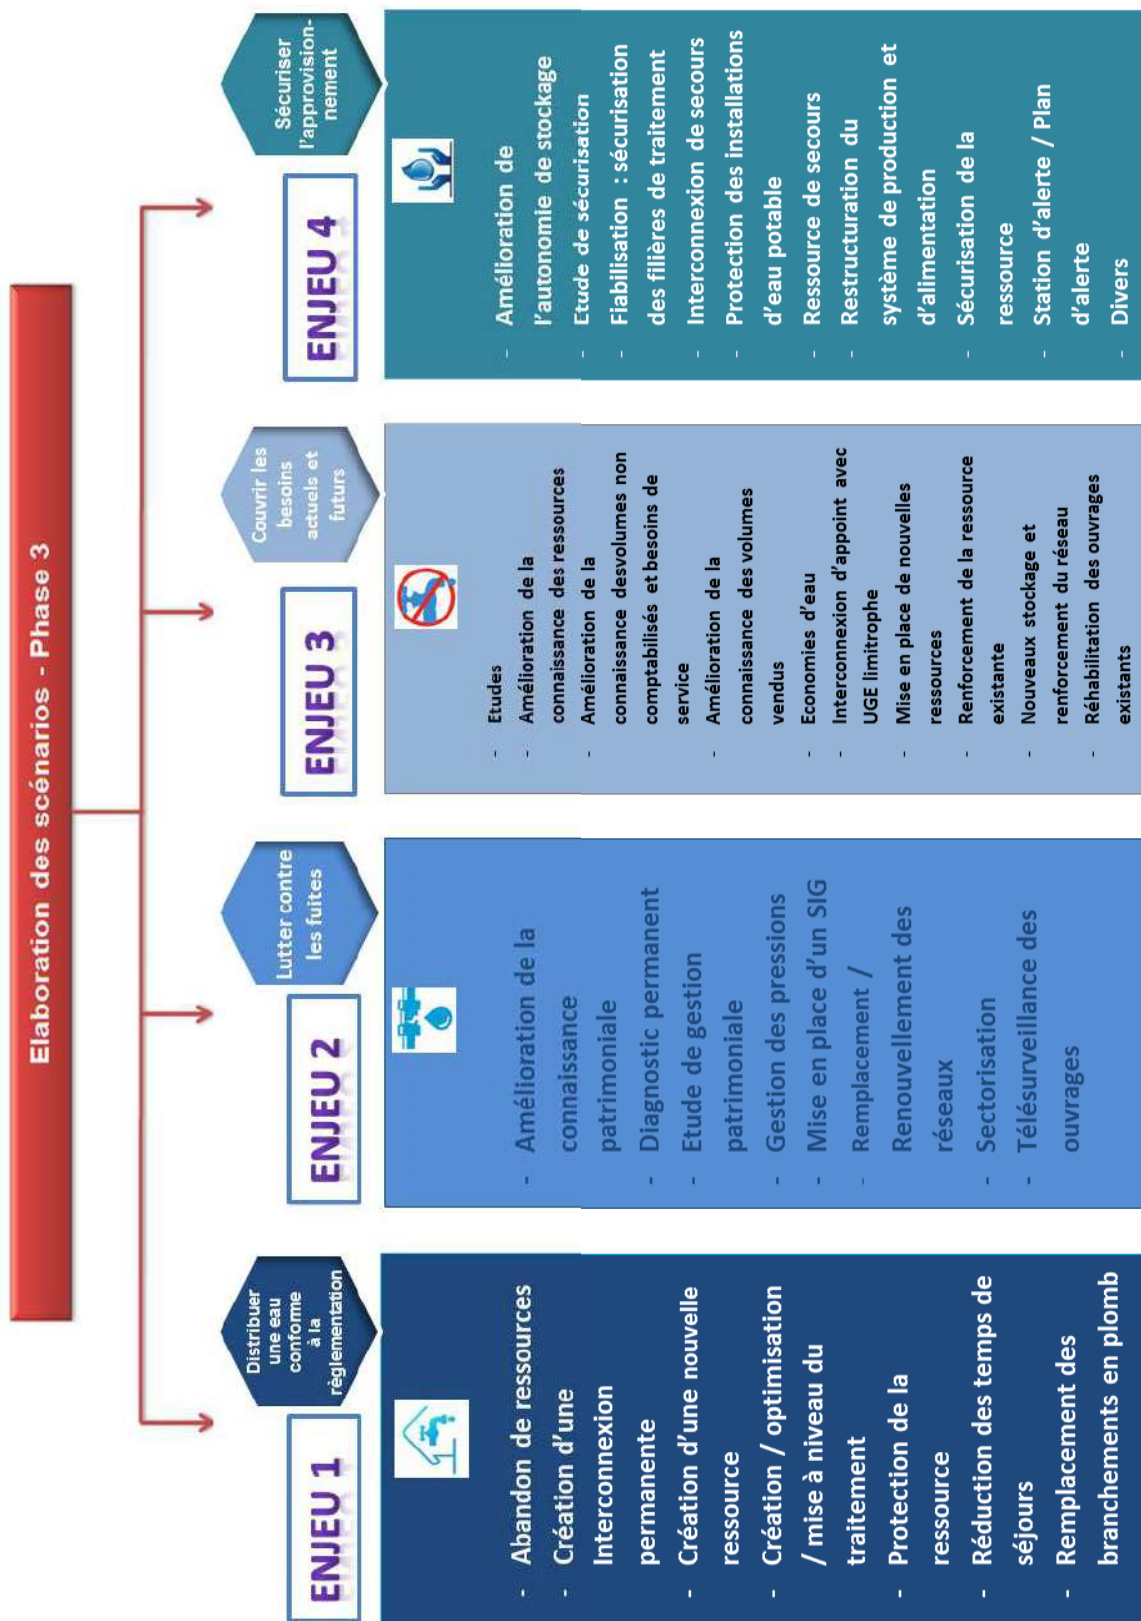 Elaboration des scénarios - Phase 3
ENJEU 1
Distribuer
une eau
conforme
à la
règlementation
- Abandon de ressources
- Création d'une
Interconnexion
permanente
- Création d'une nouvelle
ressource
- Création / optimisation
/ mise à niveau du
traitement
- Protection de la
ressource
- Réduction des temps de
séjours
- Remplacement des
branchements en plomb
ENJEU 2
Lutter contre
les fuites
- Amélioration de la
connaissance
patrimoniale
- Diagnostic permanent
- Etude de gestion
patrimoniale
- Gestion des pressions
- Mise en place d'un SIG
- Remplacement /
Renouvellement des
réseaux
- Sectorisation
- Télésurveillance des
ouvrages
ENJEU 3
Couvrir les
besoins
actuels et
futurs
- Etudes
- Amélioration de la
connaissance des ressources
- Amélioration de la
connaissance desvolumes non
comptabilisés et besoins de
service
- Amélioration de la
connaissance des volumes
vendus
- Economies d'eau
- Interconnexion d'appoint avec
UGE limitrophe
- Mise en place de nouvelles
ressources
- Renforcement de la ressource
existante
- Nouveaux stockage et
renforcement du réseau
- Réhabilitation des ouvrages
existants
ENJEU 4
Sécuriser
l'approvision-
nement
- Amélioration de
l'autonomie de stockage
- Etude de sécurisation
- Fiabilisation : sécurisation
des filières de traitement
- Interconnexion de secours
- Protection des installations
d'eau potable
- Ressource de secours
- Restructuration du
système de production et
d'alimentation
- Sécurisation de la
ressource
- Station d'alerte / Plan
d'alerte
- Divers